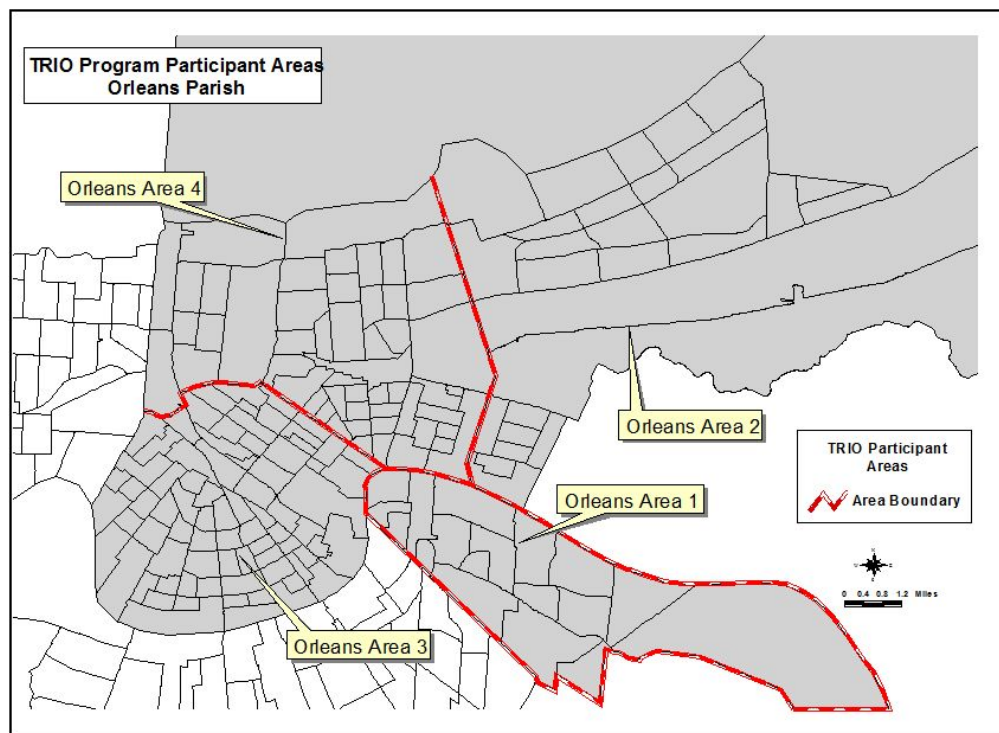 TRIO Program Participant Areas
Orleans Parish
Orleans Area 4
Orleans Area 2
TRIO Participant
Areas
Area Boundary
Orleans Area 1
0 0.4 0.8 1.2 Miles
Orleans Area 3